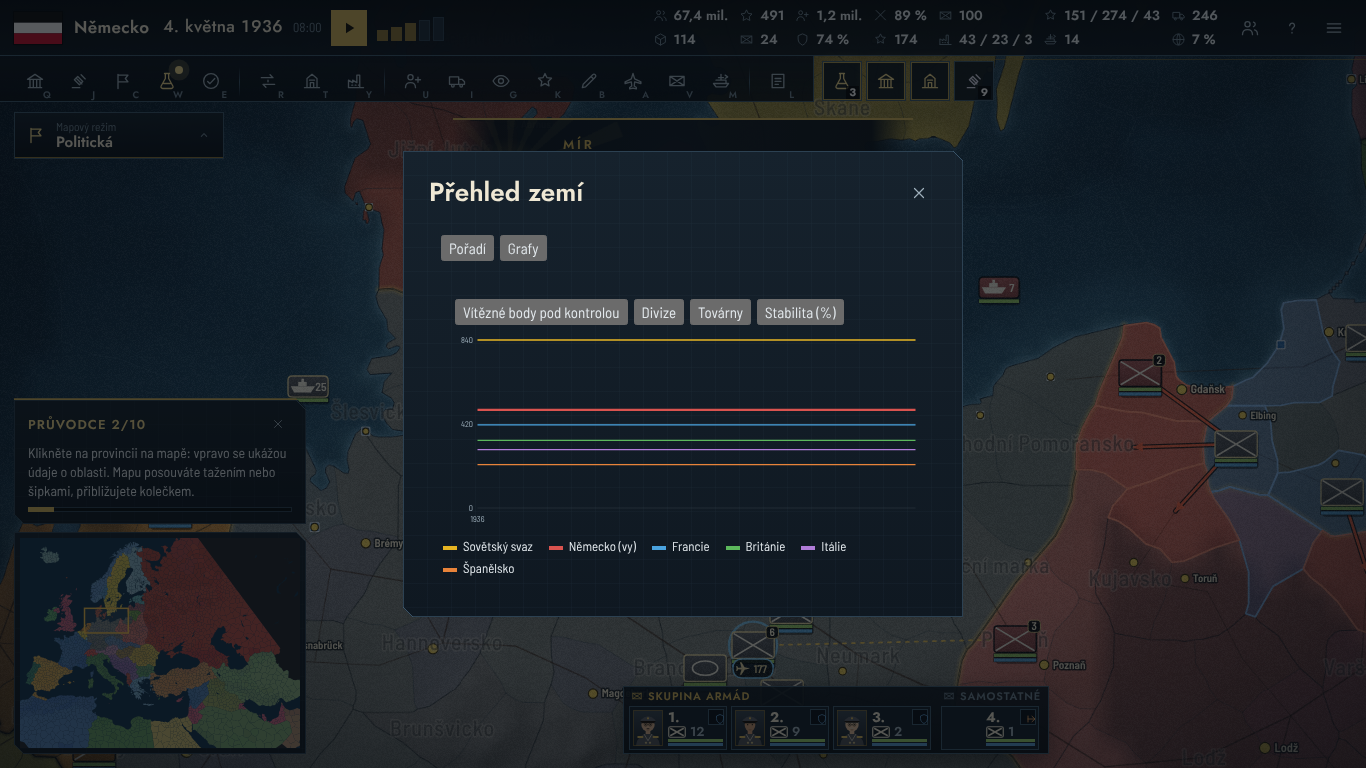 Německo 4. května 1936 08:00
67,4 mil. 491 1,2 mil. 89 % 100 151 / 274 / 43 246
114 24 74 % 174 43 / 23 / 3 14 7 %
?
Q J C W E R T Y U I G K B A V M L
3 9
Skåne
Mapový režim
Politická
MÍR
Přehled zemí
Pořadí Grafy
Vítězné body pod kontrolou Divize Továrny Stabilita (%)
840
420
0
1936
Sovětský svaz Německo (vy) Francie Británie Itálie
Španělsko
7
25
2
Gdaňsk
Elbing
PRŮVODCE 2/10
Klikněte na provincii na mapě: vpravo se ukážou
údaje o oblasti. Mapu posouváte tažením nebo
šipkami, přibližujete kolečkem.
Kujavsko
Toruň
Hannoversko
6
177
3
Neumark
Poznaň
Brunšvicko
SKUPINA ARMÁD SAMOSTATNÉ
1. 12
2. 9
3. 2
4. 1
Lodž
Lodž